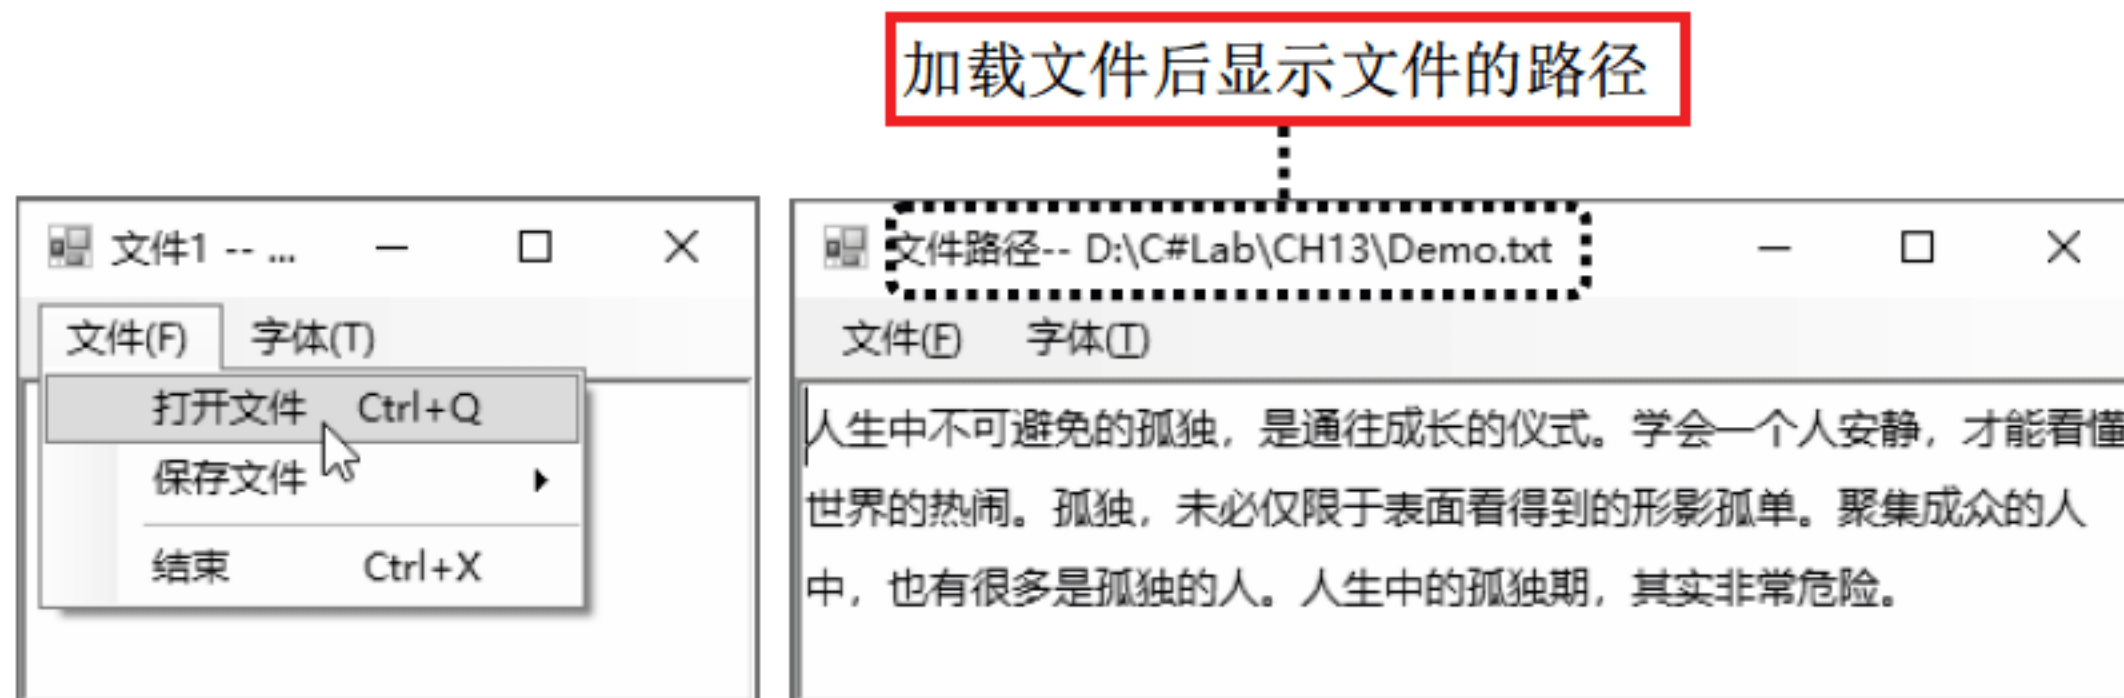 加载文件后显示文件的路径
文件1 -- ...
文件(F) 字体(T)
打开文件 Ctrl+Q
保存文件
结束 Ctrl+X
文件路径-- D:\C#Lab\CH13\Demo.txt
文件(F) 字体(T)
人生中不可避免的孤独，是通往成长的仪式。学会一个人安静，才能看懂
世界的热闹。孤独，未必仅限于表面看得到的形影孤单。聚集成众的人
中，也有很多是孤独的人。人生中的孤独期，其实非常危险。